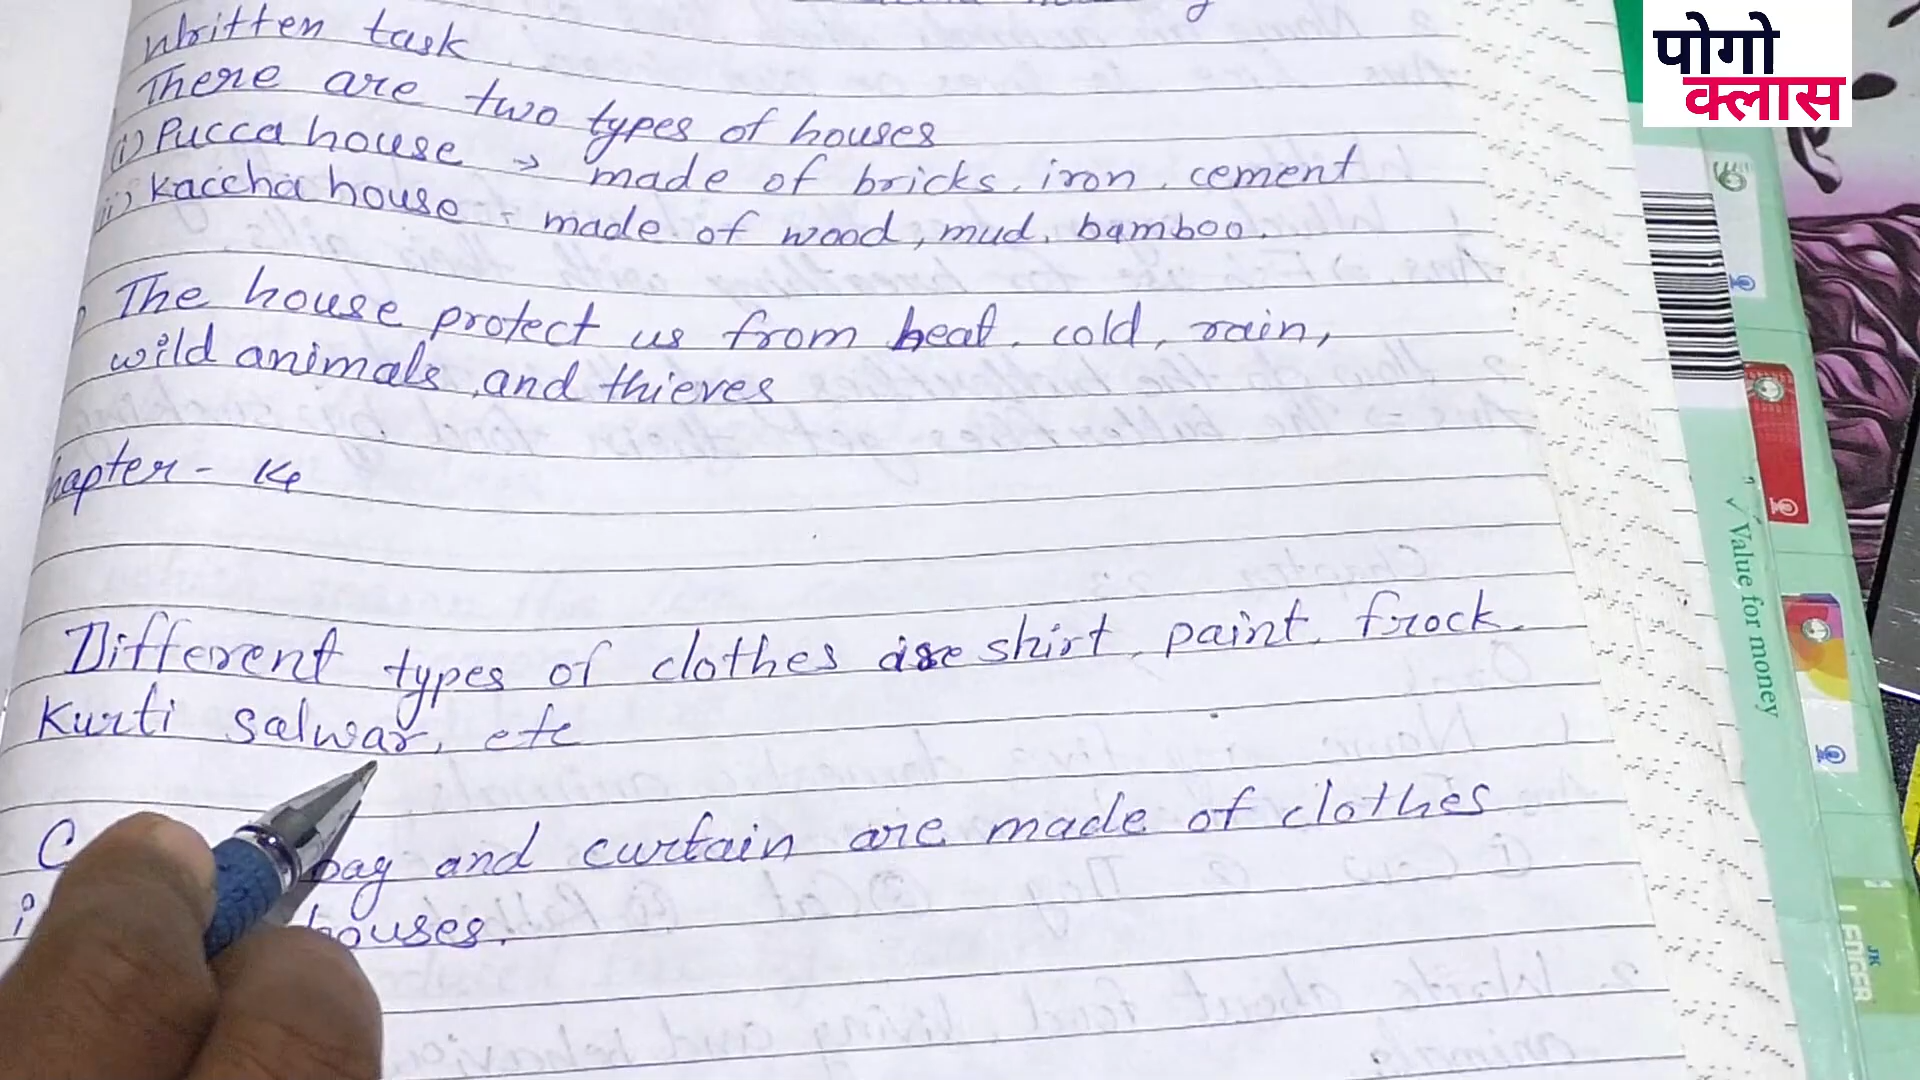 Written task
There are two types of houses
i) Pucca house → made of bricks, iron, cement
ii) Kaccha house - made of wood, mud, bamboo.
The house protect us from heat, cold, rain,
wild animals, and thieves
hapter - 14
Different types of clothes are shirt, paint, frock,
Kurti salwar, etc
bag and curtain are made of clothes
houses.
पोगो
क्लास
✓ Value for money
JK
LEDGER